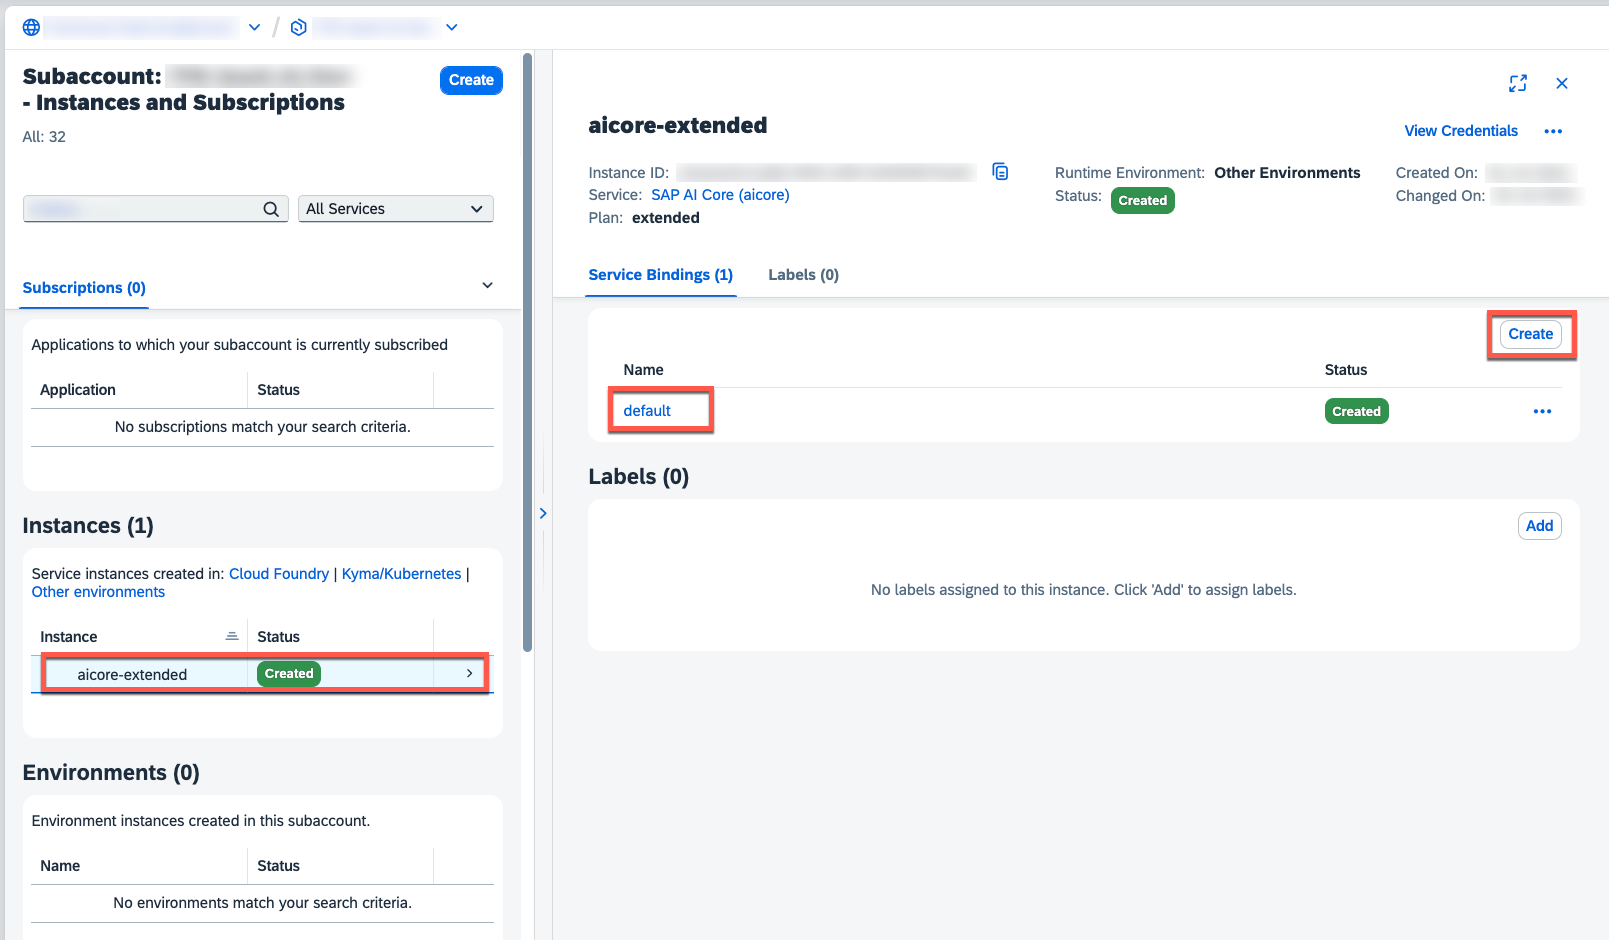 Subaccount:
- Instances and Subscriptions
Create
All: 32
All Services
Subscriptions (0)
Applications to which your subaccount is currently subscribed
Application Status
No subscriptions match your search criteria.
Instances (1)
Service instances created in: Cloud Foundry | Kyma/Kubernetes |
Other environments
Instance Status
aicore-extended Created
Environments (0)
Environment instances created in this subaccount.
Name Status
No environments match your search criteria.
aicore-extended
View Credentials
Instance ID:
Service: SAP AI Core (aicore)
Plan: extended
Runtime Environment: Other Environments
Status: Created
Created On:
Changed On:
Service Bindings (1) Labels (0)
Create
Name Status
default Created
Labels (0)
Add
No labels assigned to this instance. Click 'Add' to assign labels.